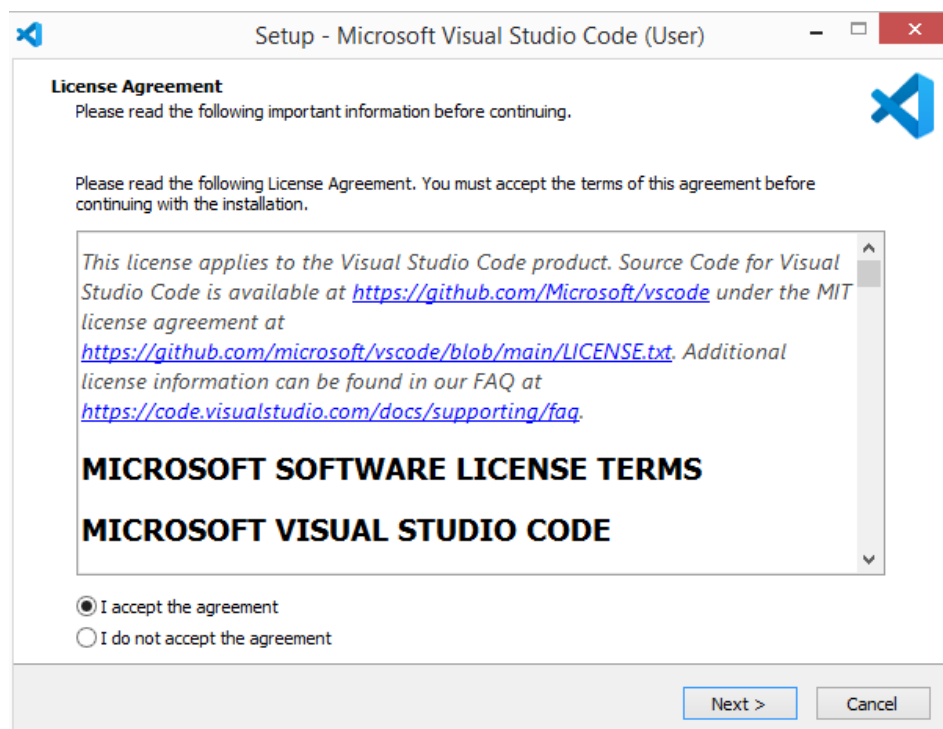 Setup - Microsoft Visual Studio Code (User)
License Agreement
Please read the following important information before continuing.
Please read the following License Agreement. You must accept the terms of this agreement before
continuing with the installation.
This license applies to the Visual Studio Code product. Source Code for Visual
Studio Code is available at https://github.com/Microsoft/vscode under the MIT
license agreement at
https://github.com/microsoft/vscode/blob/main/LICENSE.txt. Additional
license information can be found in our FAQ at
https://code.visualstudio.com/docs/supporting/faq.
MICROSOFT SOFTWARE LICENSE TERMS
MICROSOFT VISUAL STUDIO CODE
I accept the agreement
I do not accept the agreement
Next >
Cancel